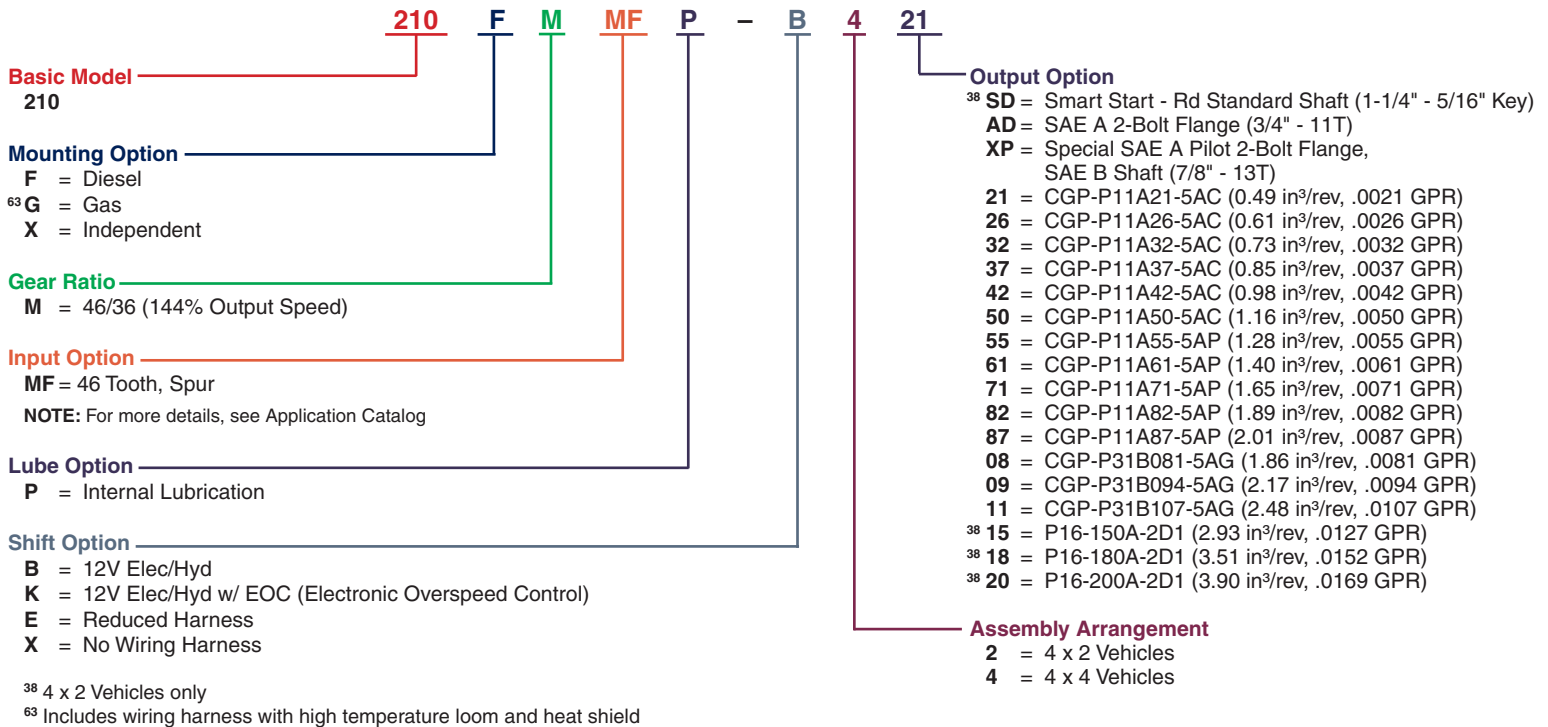 210 F M MF P – B 4 21
Basic Model
210
Mounting Option
F = Diesel
⁶³ G = Gas
X = Independent
Gear Ratio
M = 46/36 (144% Output Speed)
Input Option
MF = 46 Tooth, Spur
NOTE: For more details, see Application Catalog
Lube Option
P = Internal Lubrication
Shift Option
B = 12V Elec/Hyd
K = 12V Elec/Hyd w/ EOC (Electronic Overspeed Control)
E = Reduced Harness
X = No Wiring Harness
³⁸ 4 x 2 Vehicles only
⁶³ Includes wiring harness with high temperature loom and heat shield
Output Option
³⁸ SD = Smart Start - Rd Standard Shaft (1-1/4" - 5/16" Key)
AD = SAE A 2-Bolt Flange (3/4" - 11T)
XP = Special SAE A Pilot 2-Bolt Flange,
SAE B Shaft (7/8" - 13T)
21 = CGP-P11A21-5AC (0.49 in³/rev, .0021 GPR)
26 = CGP-P11A26-5AC (0.61 in³/rev, .0026 GPR)
32 = CGP-P11A32-5AC (0.73 in³/rev, .0032 GPR)
37 = CGP-P11A37-5AC (0.85 in³/rev, .0037 GPR)
42 = CGP-P11A42-5AC (0.98 in³/rev, .0042 GPR)
50 = CGP-P11A50-5AC (1.16 in³/rev, .0050 GPR)
55 = CGP-P11A55-5AP (1.28 in³/rev, .0055 GPR)
61 = CGP-P11A61-5AP (1.40 in³/rev, .0061 GPR)
71 = CGP-P11A71-5AP (1.65 in³/rev, .0071 GPR)
82 = CGP-P11A82-5AP (1.89 in³/rev, .0082 GPR)
87 = CGP-P11A87-5AP (2.01 in³/rev, .0087 GPR)
08 = CGP-P31B081-5AG (1.86 in³/rev, .0081 GPR)
09 = CGP-P31B094-5AG (2.17 in³/rev, .0094 GPR)
11 = CGP-P31B107-5AG (2.48 in³/rev, .0107 GPR)
³⁸ 15 = P16-150A-2D1 (2.93 in³/rev, .0127 GPR)
³⁸ 18 = P16-180A-2D1 (3.51 in³/rev, .0152 GPR)
³⁸ 20 = P16-200A-2D1 (3.90 in³/rev, .0169 GPR)
Assembly Arrangement
2 = 4 x 2 Vehicles
4 = 4 x 4 Vehicles